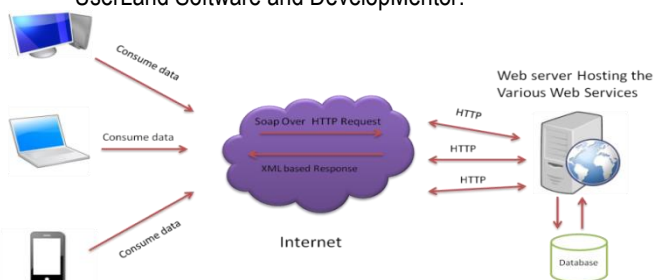 UserLand Software and DevelopMentor.
Consume data
Web server Hosting the
Various Web Services
Soap Over HTTP Request
HTTP
Consume data
HTTP
XML based Response
HTTP
Consume data
Internet
Database